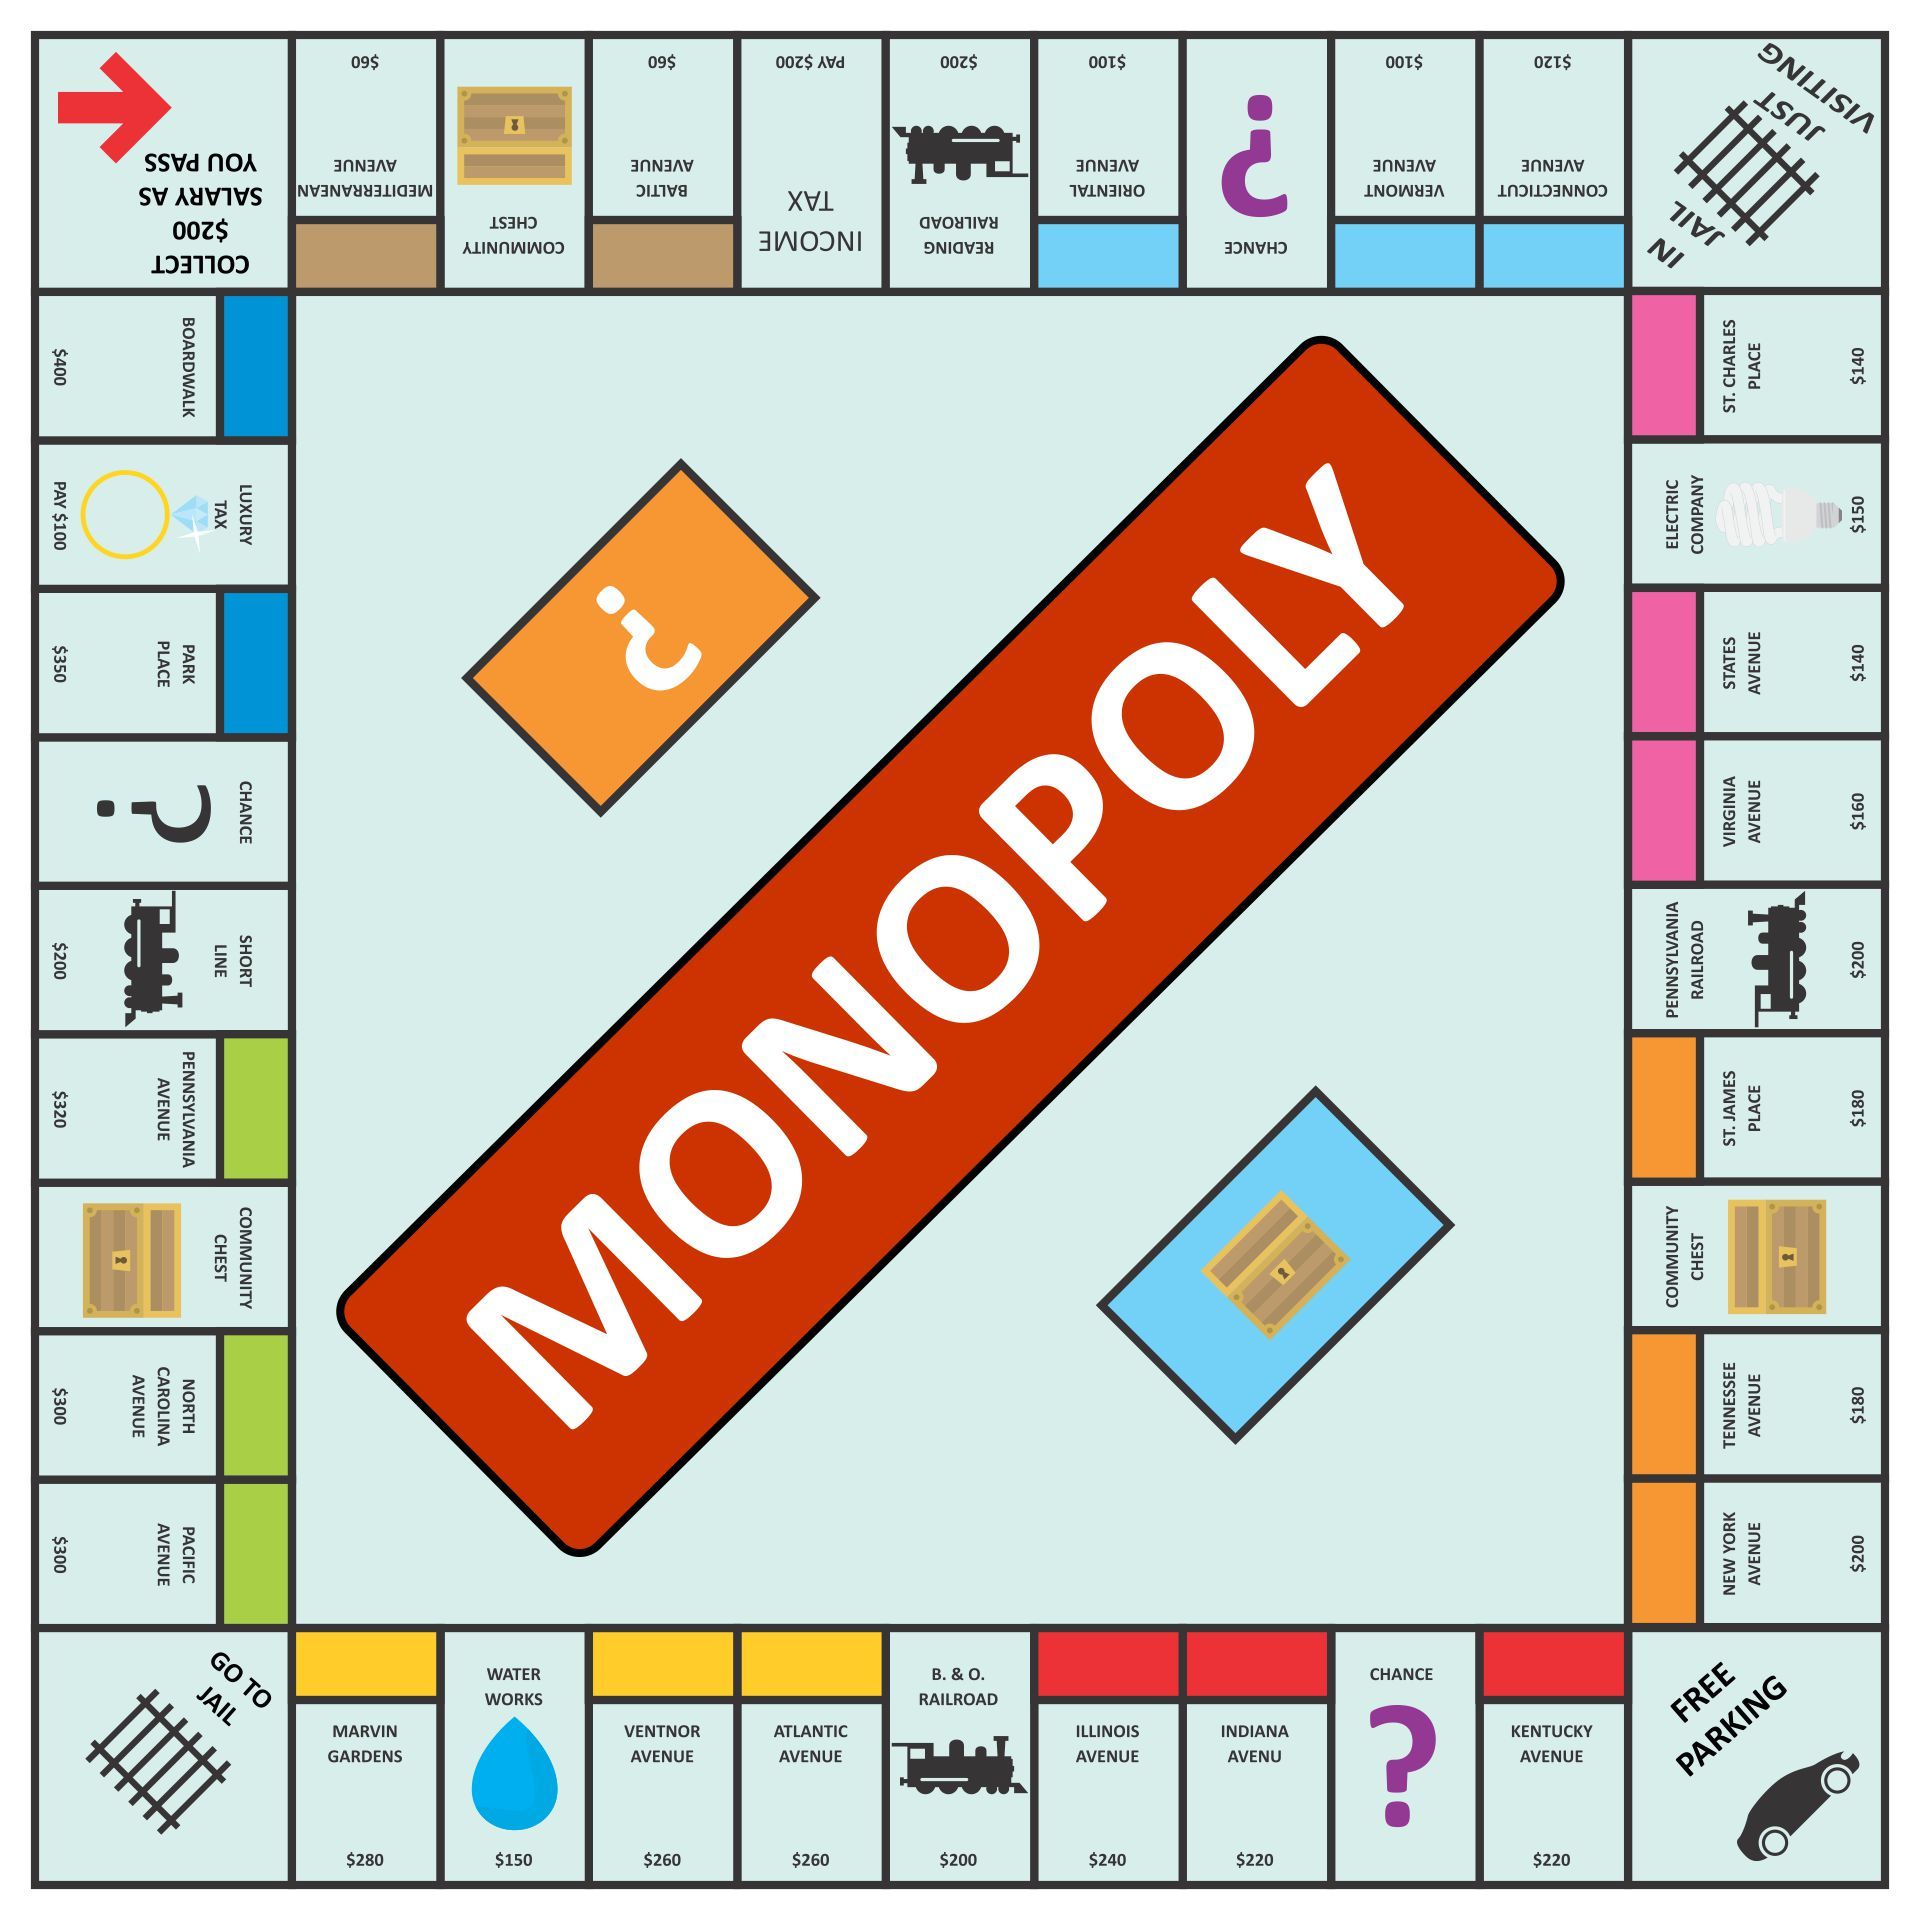 COLLECT
$200
SALARY AS
YOU PASS
MEDITERRANEAN
AVENUE
$60
COMMUNITY
CHEST
BALTIC
AVENUE
$60
INCOME
TAX
PAY $200
READING
RAILROAD
$200
ORIENTAL
AVENUE
$100
CHANCE
?
VERMONT
AVENUE
$100
CONNECTICUT
AVENUE
$120
IN
JAIL
JUST
VISITING
ST. CHARLES
PLACE
$140
ELECTRIC
COMPANY
$150
STATES
AVENUE
$140
VIRGINIA
AVENUE
$160
PENNSYLVANIA
RAILROAD
$200
ST. JAMES
PLACE
$180
COMMUNITY
CHEST
TENNESSEE
AVENUE
$180
NEW YORK
AVENUE
$200
FREE
PARKING
KENTUCKY
AVENUE
$220
CHANCE
?
INDIANA
AVENU
$220
ILLINOIS
AVENUE
$240
B. & O.
RAILROAD
$200
ATLANTIC
AVENUE
$260
VENTNOR
AVENUE
$260
WATER
WORKS
$150
MARVIN
GARDENS
$280
GO TO
JAIL
PACIFIC
AVENUE
$300
NORTH
CAROLINA
AVENUE
$300
COMMUNITY
CHEST
PENNSYLVANIA
AVENUE
$320
SHORT
LINE
$200
CHANCE
?
PARK
PLACE
$350
LUXURY
TAX
PAY $100
BOARDWALK
$400
?
MONOPOLY